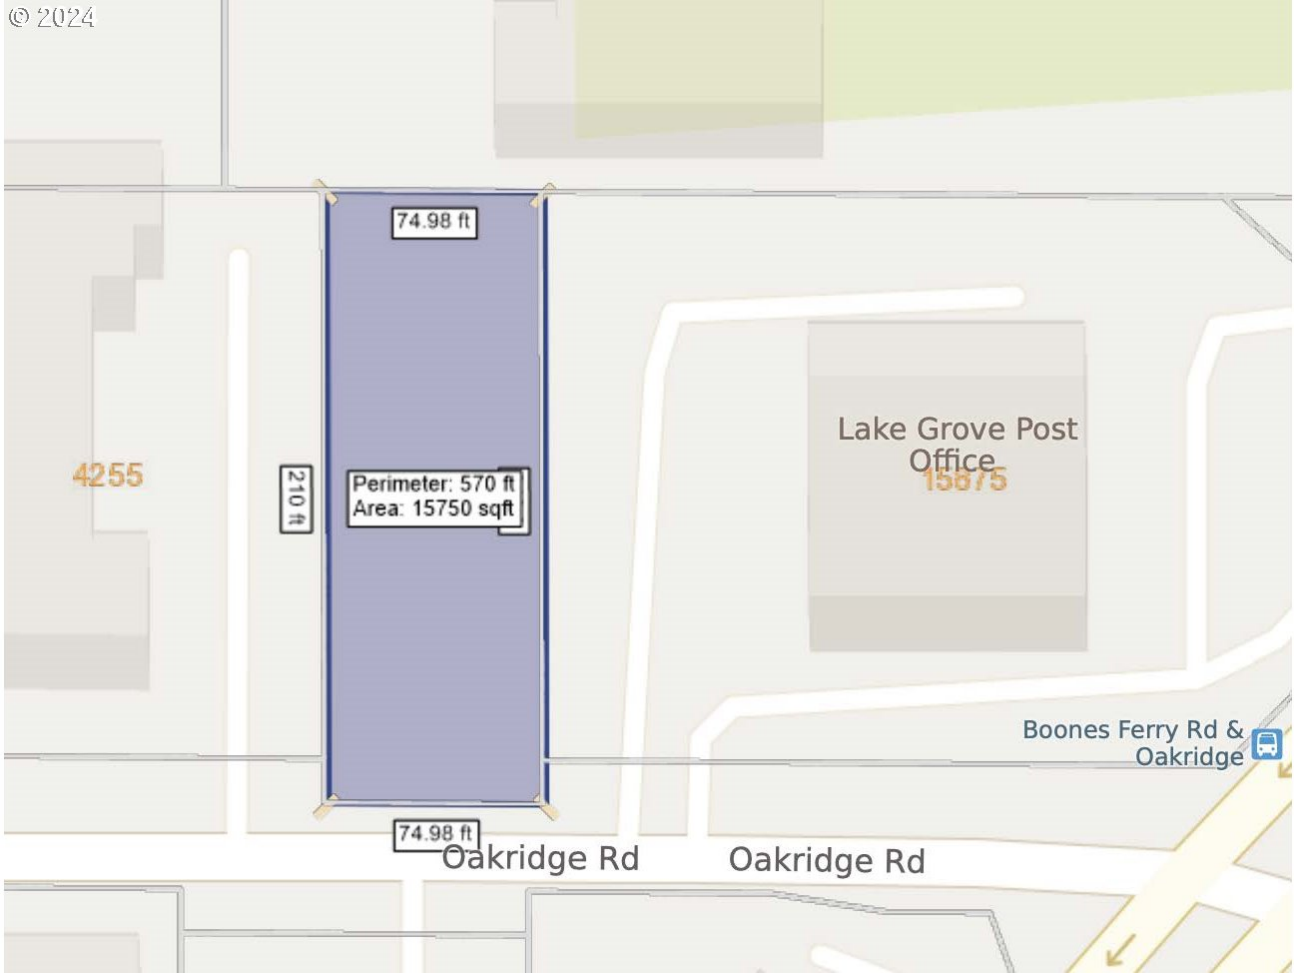 © 2024
74.98 ft
Lake Grove Post
Office
15875
4255
210 ft
Perimeter: 570 ft
Area: 15750 sqft
Boones Ferry Rd &
Oakridge
74.98 ft
Oakridge Rd
Oakridge Rd